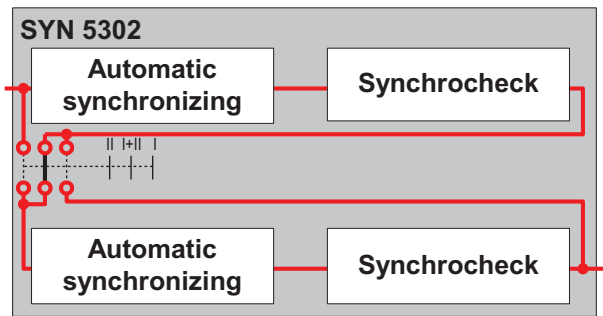 SYN 5302
Automatic
synchronizing
Synchrocheck
II I+II I
Automatic
synchronizing
Synchrocheck